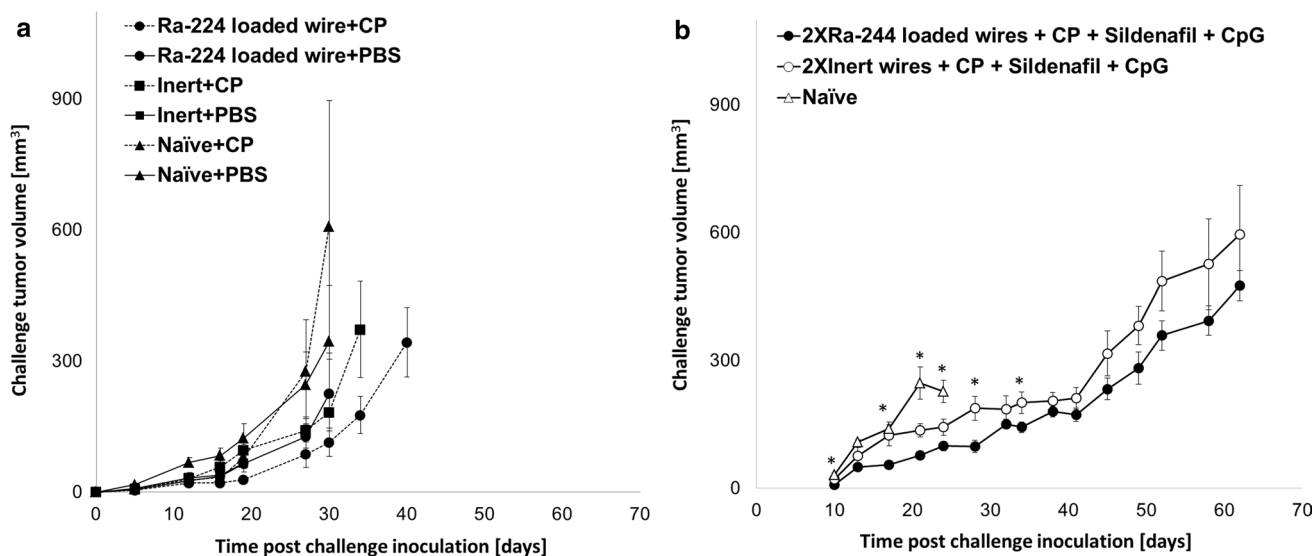 a
Ra-224 loaded wire+CP
Ra-224 loaded wire+PBS
Inert+CP
Inert+PBS
Naïve+CP
Naïve+PBS
Challenge tumor volume [mm³]
900
600
300
0
0 10 20 30 40 50 60 70
Time post challenge inoculation [days]
b
2XRa-244 loaded wires + CP + Sildenafil + CpG
2XInert wires + CP + Sildenafil + CpG
Naïve
Challenge tumor volume [mm³]
900
600
300
0
* * * * * *
0 10 20 30 40 50 60 70
Time post challenge inoculation [days]